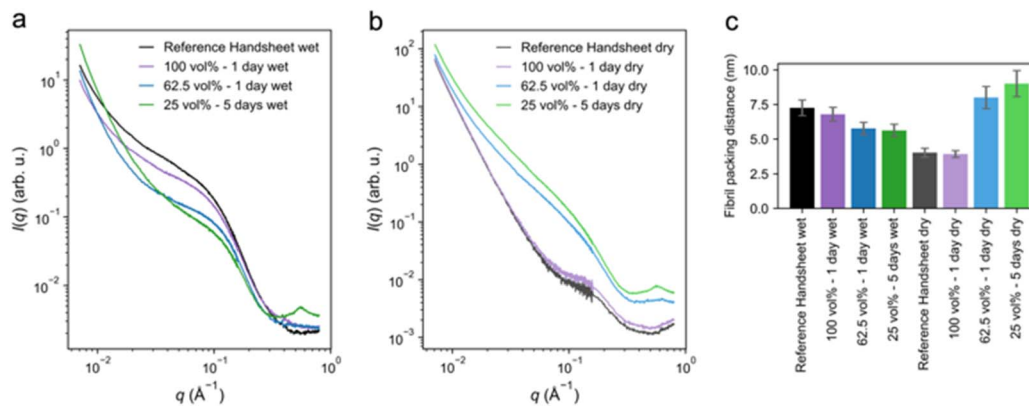 a
Reference Handsheet wet
100 vol% - 1 day wet
62.5 vol% - 1 day wet
25 vol% - 5 days wet
10¹
10⁰
10⁻¹
10⁻²
I(q) (arb. u.)
10⁻²
10⁻¹
10⁰
q (Å⁻¹)
b
Reference Handsheet dry
100 vol% - 1 day dry
62.5 vol% - 1 day dry
25 vol% - 5 days dry
10²
10¹
10⁰
10⁻¹
10⁻²
10⁻³
I(q) (arb. u.)
10⁻²
10⁻¹
10⁰
q (Å⁻¹)
c
10.0
7.5
5.0
2.5
0.0
Fibril packing distance (nm)
Reference Handsheet wet
100 vol% - 1 day wet
62.5 vol% - 1 day wet
25 vol% - 5 days wet
Reference Handsheet dry
100 vol% - 1 day dry
62.5 vol% - 1 day dry
25 vol% - 5 days dry